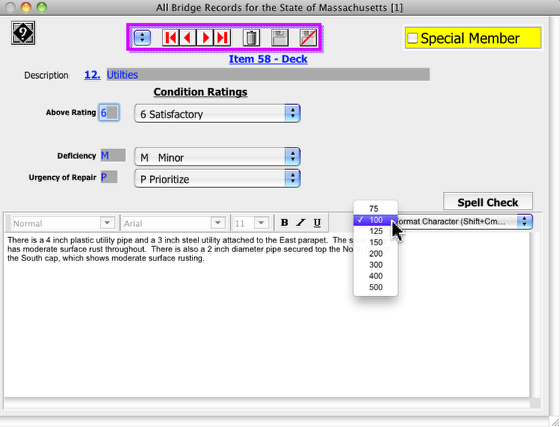 All Bridge Records for the State of Massachusetts [1]
?
Special Member
Item 58 - Deck
Description 12. Utilties
Condition Ratings
Above Rating 6 6 Satisfactory
Deficiency M M Minor
Urgency of Repair P P Prioritize
Spell Check
Normal Arial 11 B I U ormat Character (Shift+Cm...
75
✓ 100
125
150
200
300
400
500
There is a 4 inch plastic utility pipe and a 3 inch steel utility attached to the East parapet. The s
has moderate surface rust throughout. There is also a 2 inch diameter pipe secured top the No
the South cap, which shows moderate surface rusting.